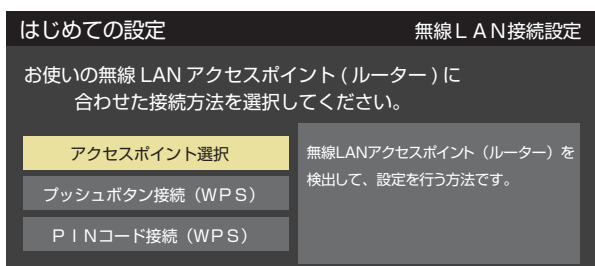 はじめての設定
無線ＬＡＮ接続設定
お使いの無線 LAN アクセスポイント ( ルーター ) に
合わせた接続方法を選択してください。
アクセスポイント選択
プッシュボタン接続（ＷＰＳ）
ＰＩＮコード接続（ＷＰＳ）
無線LANアクセスポイント（ルーター）を
検出して、設定を行う方法です。